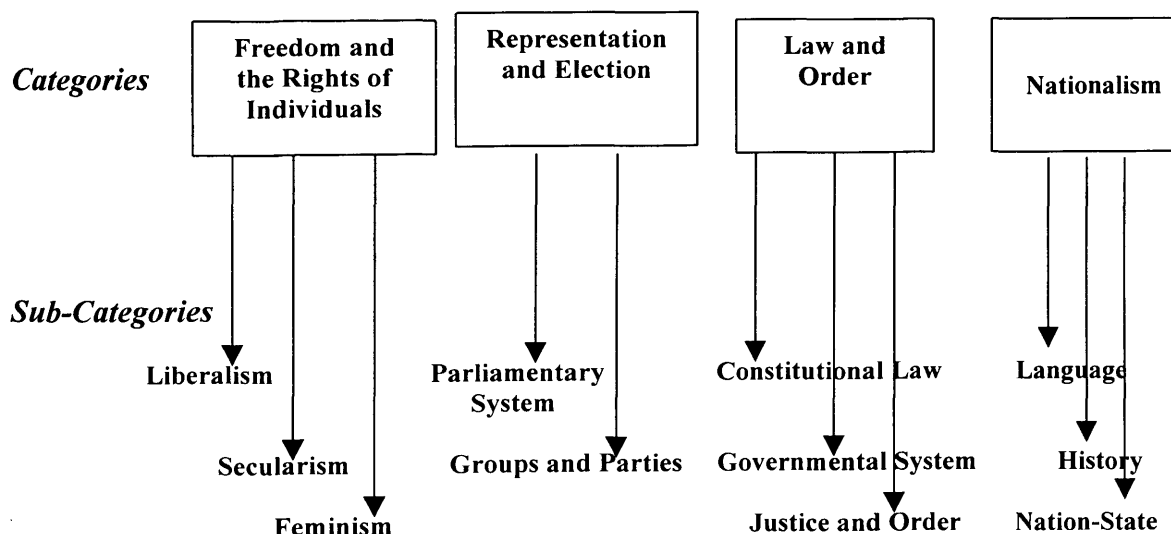 Categories
Freedom and
the Rights of
Individuals
Representation
and Election
Law and
Order
Nationalism
Sub-Categories
Liberalism
Secularism
Feminism
Parliamentary
System
Groups and Parties
Constitutional Law
Governmental System
Justice and Order
Language
History
Nation-State